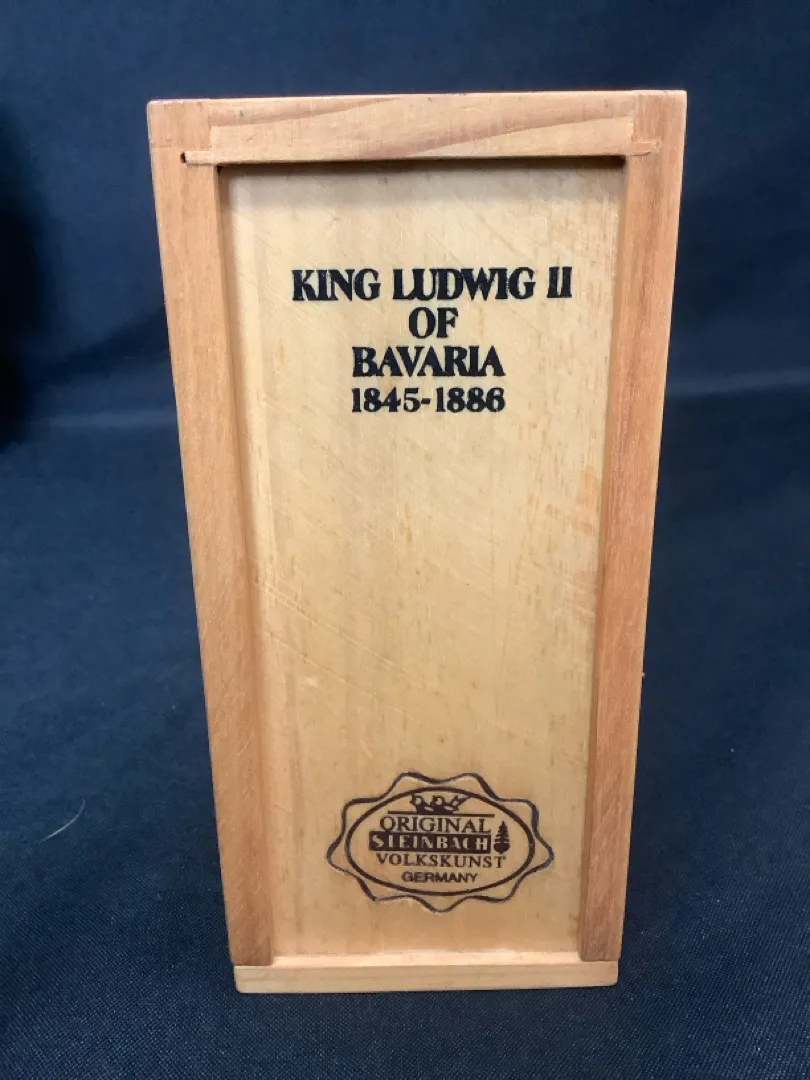 KING LUDWIG II
OF
BAVARIA
1845-1886
ORIGINAL
STEINBACH
VOLKSKUNST
GERMANY